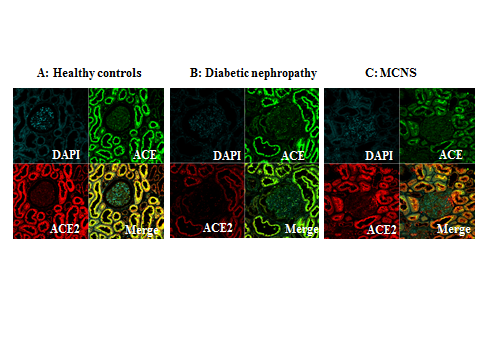 A: Healthy controls
B: Diabetic nephropathy
C: MCNS
DAPI
ACE
DAPI
ACE
DAPI
ACE
ACE2
Merge
ACE2
Merge
ACE2
Merge